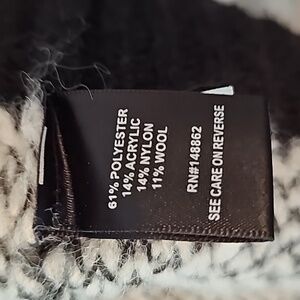 61% POLYESTER
14% ACRYLIC
14% NYLON
11% WOOL
RN#148862
SEE CARE ON REVERSE